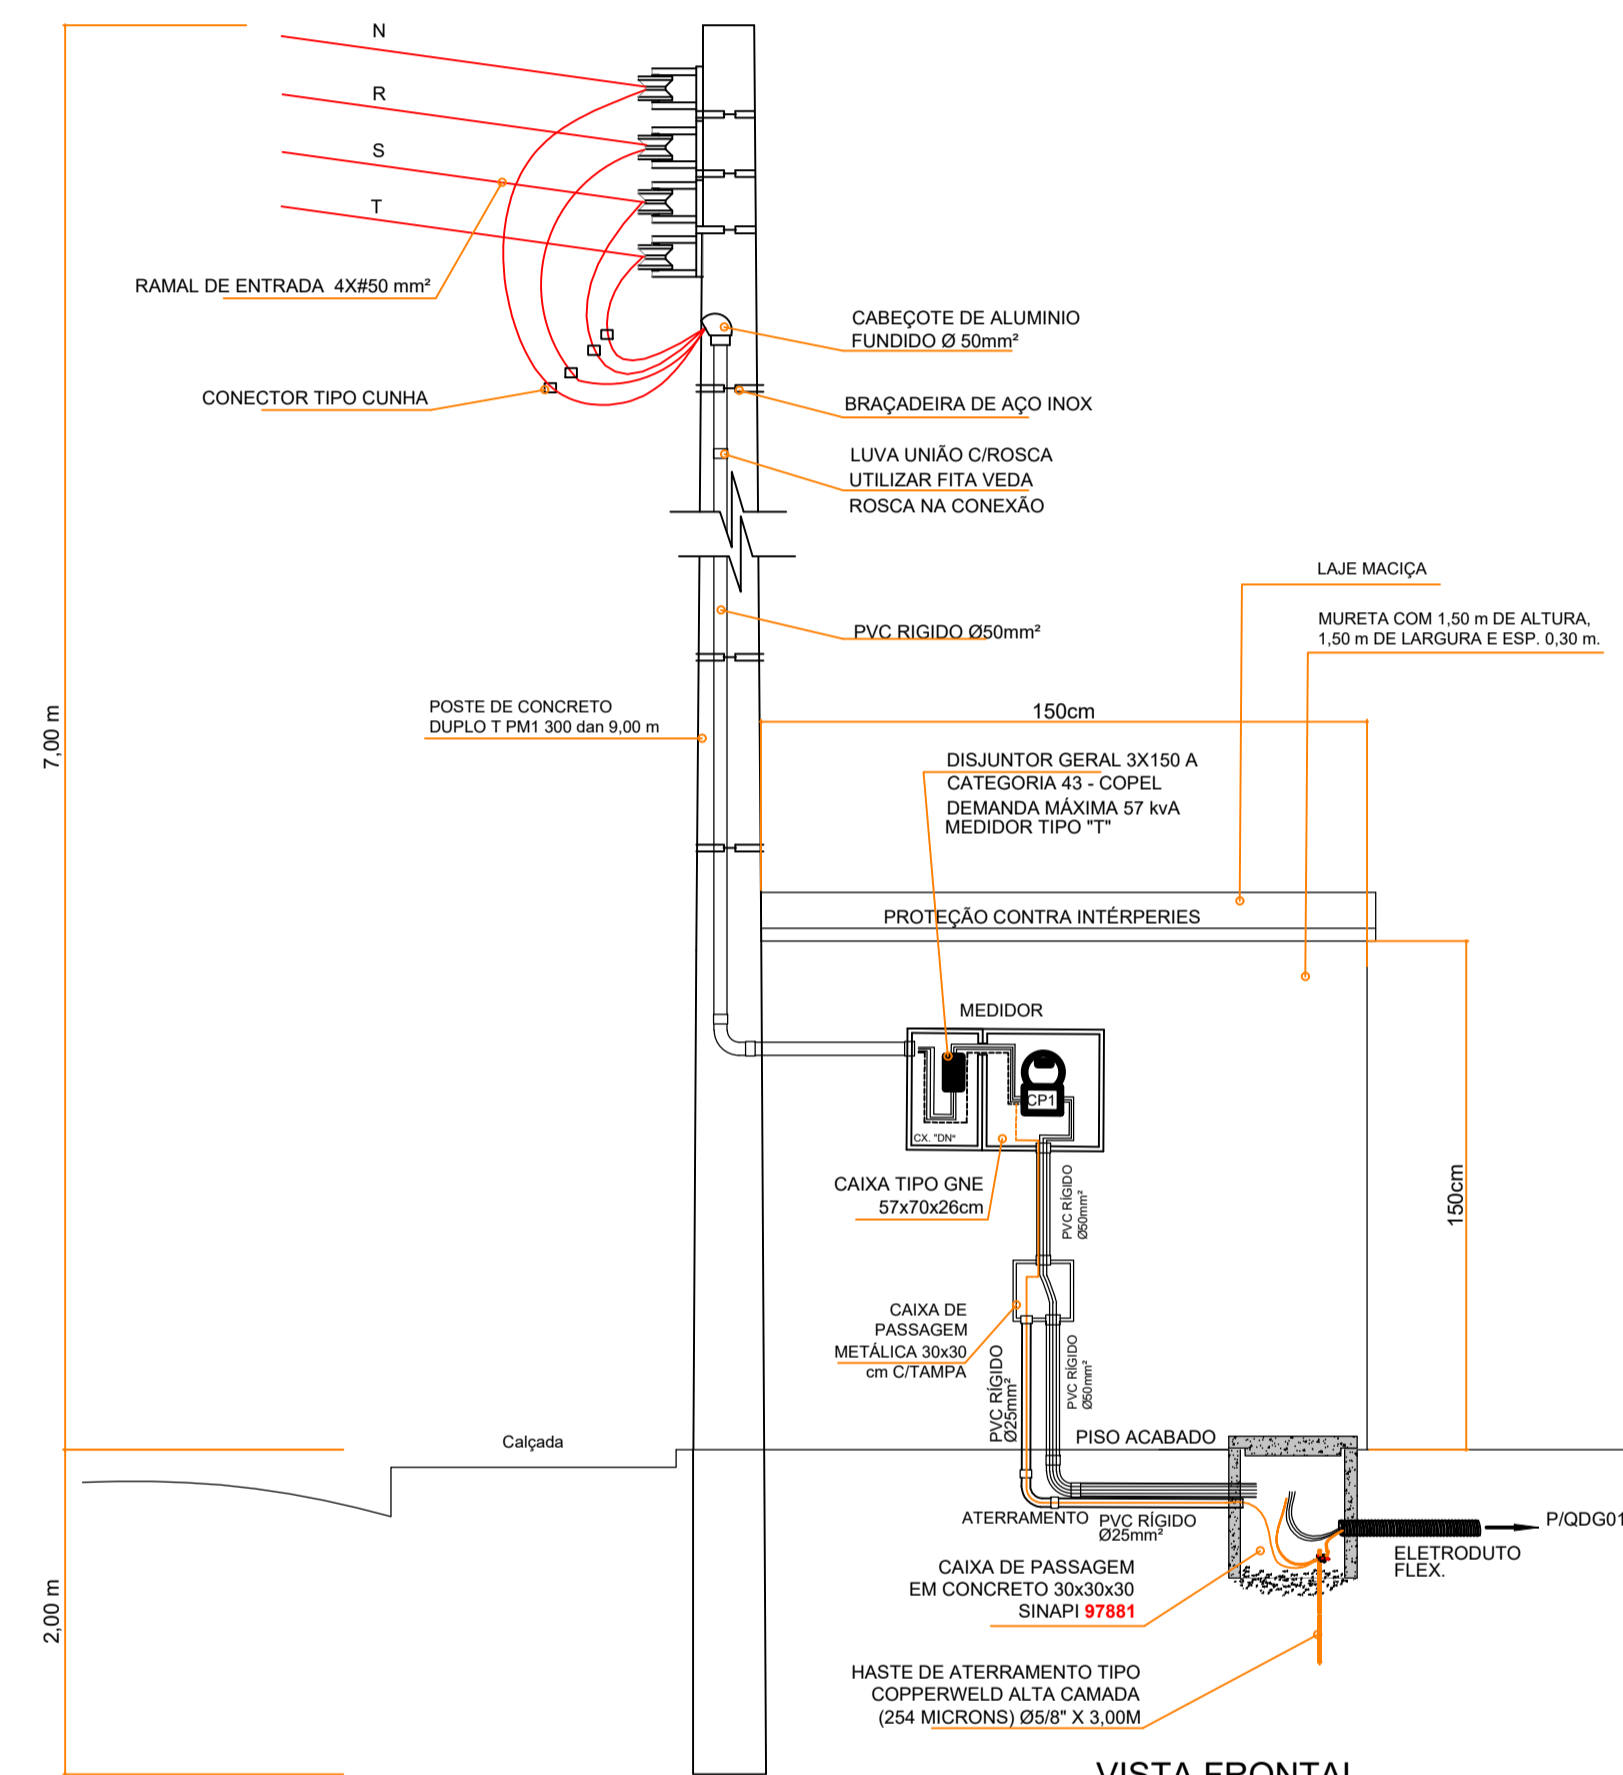 N
R
S
T
RAMAL DE ENTRADA 4X#50 mm²
CABEÇOTE DE ALUMINIO
FUNDIDO Ø 50mm²
CONECTOR TIPO CUNHA
BRAÇADEIRA DE AÇO INOX
LUVA UNIÃO C/ROSCA
UTILIZAR FITA VEDA
ROSCA NA CONEXÃO
LAJE MACIÇA
MURETA COM 1,50 m DE ALTURA,
1,50 m DE LARGURA E ESP. 0,30 m.
PVC RIGIDO Ø50mm²
POSTE DE CONCRETO
DUPLO T PM1 300 dan 9,00 m
7,00 m
150cm
DISJUNTOR GERAL 3X150 A
CATEGORIA 43 - COPEL
DEMANDA MÁXIMA 57 kvA
MEDIDOR TIPO "T"
PROTEÇÃO CONTRA INTÉRPERIES
MEDIDOR
CP1
CX. "DN"
CAIXA TIPO GNE
57x70x26cm
PVC RÍGIDO
Ø50mm²
150cm
CAIXA DE
PASSAGEM
METÁLICA 30x30
cm C/TAMPA
PVC RÍGIDO
Ø25mm²
PVC RÍGIDO
Ø50mm²
Calçada
PISO ACABADO
ATERRAMENTO
PVC RÍGIDO
Ø25mm²
P/QDG01
ELETRODUTO
FLEX.
CAIXA DE PASSAGEM
EM CONCRETO 30x30x30
SINAPI 97881
2,00 m
HASTE DE ATERRAMENTO TIPO
COPPERWELD ALTA CAMADA
(254 MICRONS) Ø5/8" X 3,00M
VISTA FRONTAL